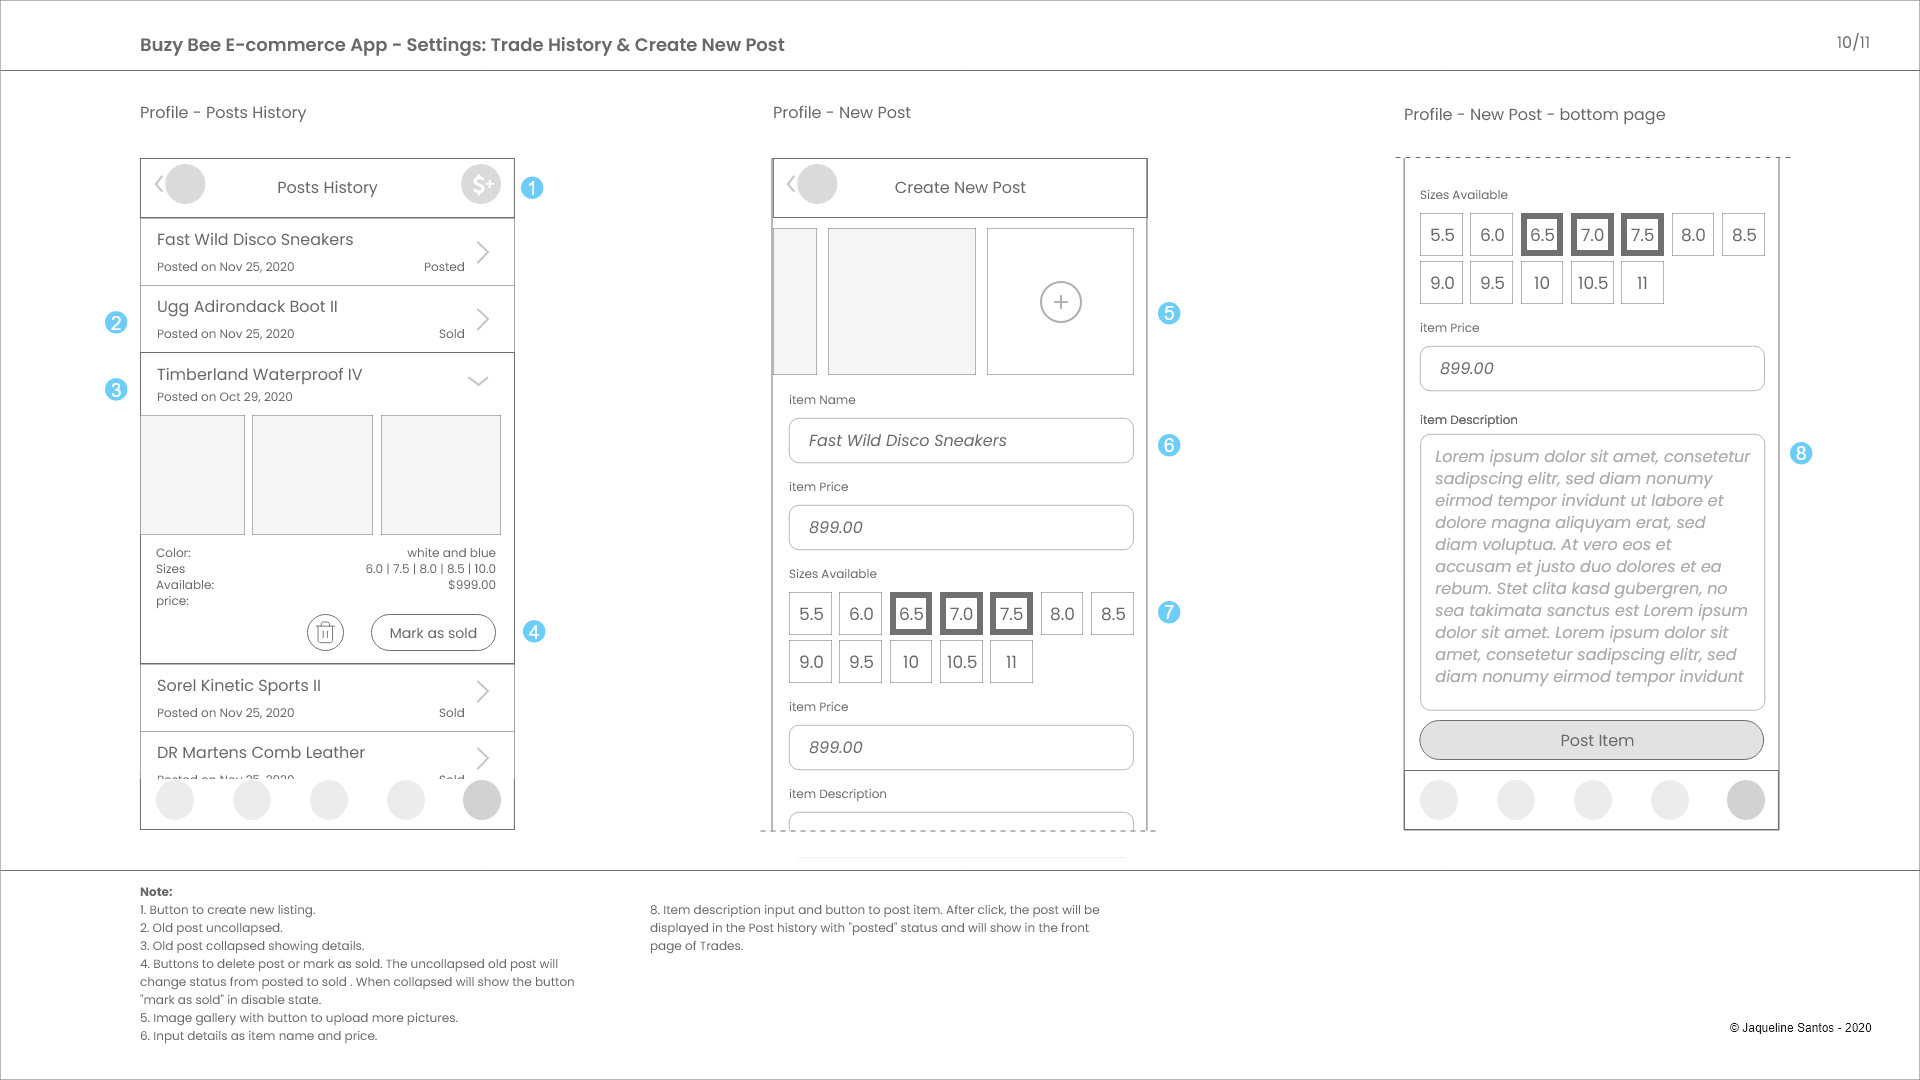 Buzy Bee E-commerce App - Settings: Trade History & Create New Post
10/11
Profile - Posts History
Posts History
$+
1
Fast Wild Disco Sneakers
Posted on Nov 25, 2020 Posted
Ugg Adirondack Boot II
2
Posted on Nov 25, 2020 Sold
Timberland Waterproof IV
3
Posted on Oct 29, 2020
Color: white and blue
Sizes 6.0 | 7.5 | 8.0 | 8.5 | 10.0
Available: $999.00
price:
Mark as sold
4
Sorel Kinetic Sports II
Posted on Nov 25, 2020 Sold
DR Martens Comb Leather
Posted on Nov 25, 2020 Sold
Profile - New Post
Create New Post
5
item Name
Fast Wild Disco Sneakers
6
item Price
899.00
Sizes Available
5.5 6.0 6.5 7.0 7.5 8.0 8.5
7
9.0 9.5 10 10.5 11
item Price
899.00
item Description
Profile - New Post - bottom page
Sizes Available
5.5 6.0 6.5 7.0 7.5 8.0 8.5
9.0 9.5 10 10.5 11
item Price
899.00
item Description
8
Lorem ipsum dolor sit amet, consetetur
sadipscing elitr, sed diam nonumy
eirmod tempor invidunt ut labore et
dolore magna aliquyam erat, sed
diam voluptua. At vero eos et
accusam et justo duo dolores et ea
rebum. Stet clita kasd gubergren, no
sea takimata sanctus est Lorem ipsum
dolor sit amet. Lorem ipsum dolor sit
amet, consetetur sadipscing elitr, sed
diam nonumy eirmod tempor invidunt
Post Item
Note:
1. Button to create new listing.
2. Old post uncollapsed.
3. Old post collapsed showing details.
4. Buttons to delete post or mark as sold. The uncollapsed old post will
change status from posted to sold . When collapsed will show the button
"mark as sold" in disable state.
5. Image gallery with button to upload more pictures.
6. Input details as item name and price.
8. Item description input and button to post item. After click, the post will be
displayed in the Post history with "posted" status and will show in the front
page of Trades.
© Jaqueline Santos - 2020